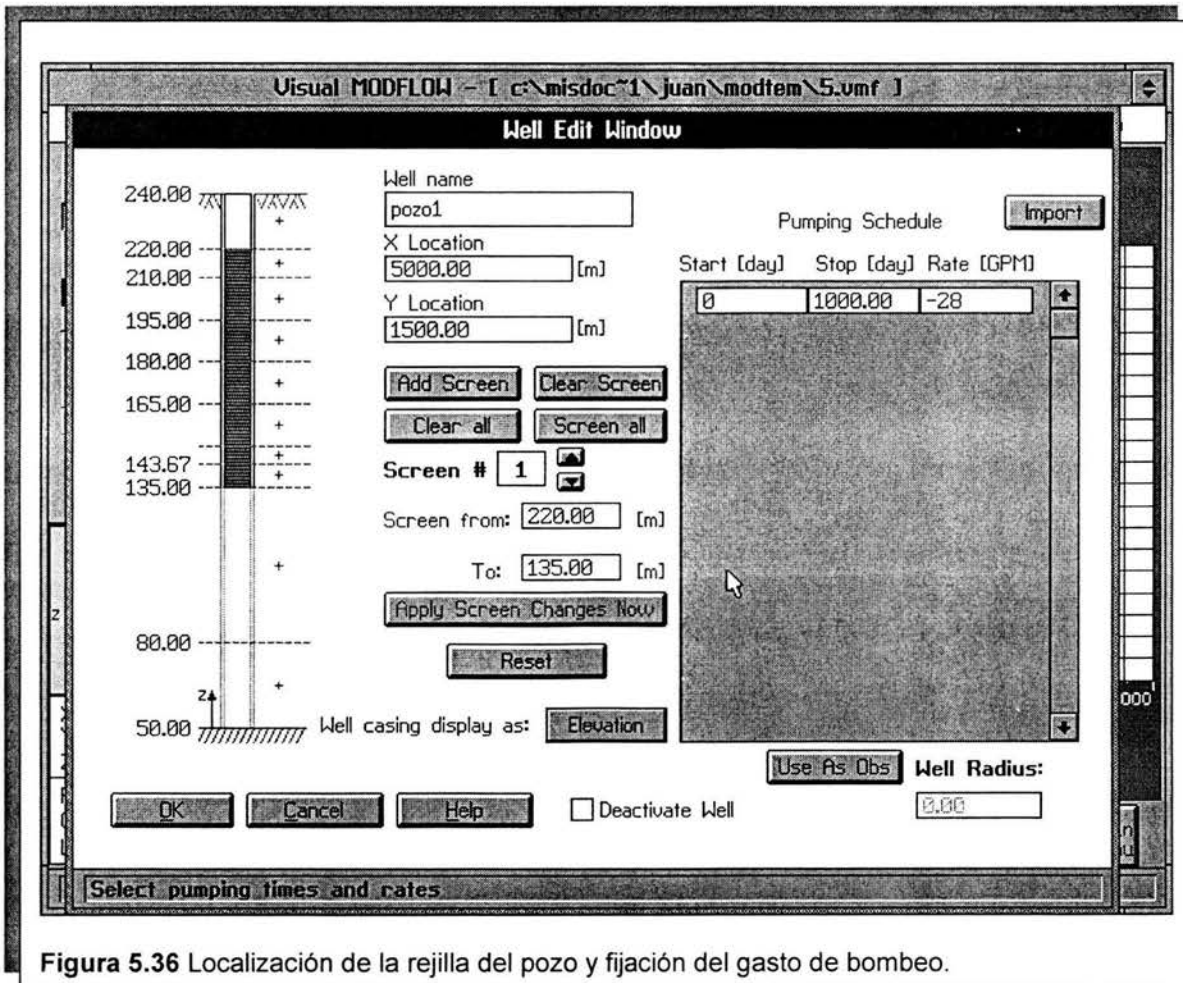 Visual MODFLOW - [ c:\misdoc~1\juan\modtem\5.vmf ]
Well Edit Window
240.00
220.00
210.00
195.00
180.00
165.00
143.67
135.00
80.00
z
50.00
Well name
pozo1
X Location
5000.00 [m]
Y Location
1500.00 [m]
Add Screen Clear Screen
Clear all Screen all
Screen # 1
Screen from: 220.00 [m]
To: 135.00 [m]
Apply Screen Changes Now
Reset
Well casing display as: Elevation
Pumping Schedule Import
Start [day] Stop [day] Rate [GPM]
0 1000.00 -28
Use As Obs Well Radius:
0.00
OK Cancel Help Deactivate Well
Select pumping times and rates
z
000
Figura 5.36 Localización de la rejilla del pozo y fijación del gasto de bombeo.